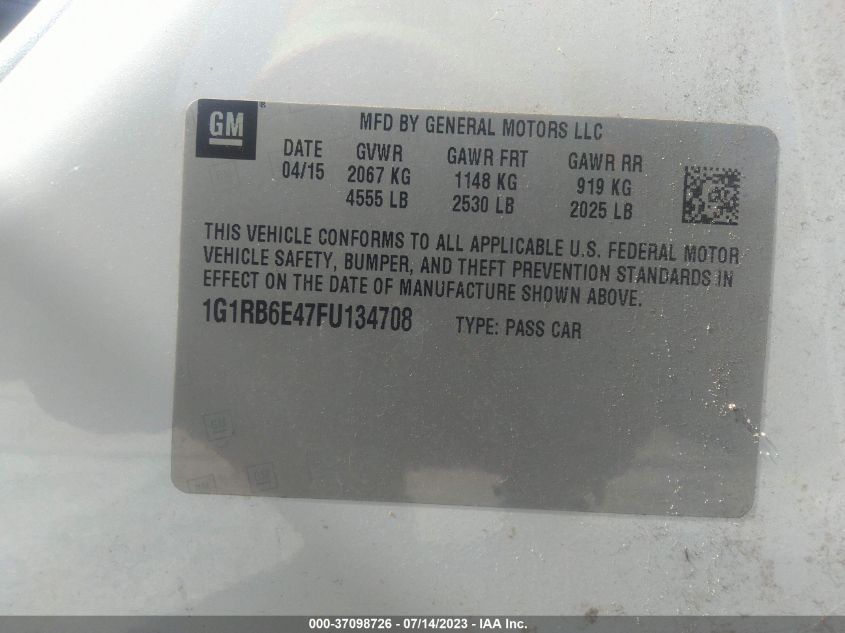 GM ®
MFD BY GENERAL MOTORS LLC
DATE GVWR GAWR FRT GAWR RR
04/15 2067 KG 1148 KG 919 KG
4555 LB 2530 LB 2025 LB
THIS VEHICLE CONFORMS TO ALL APPLICABLE U.S. FEDERAL MOTOR
VEHICLE SAFETY, BUMPER, AND THEFT PREVENTION STANDARDS IN
EFFECT ON THE DATE OF MANUFACTURE SHOWN ABOVE.
1G1RB6E47FU134708 TYPE: PASS CAR
GM
GM
GM
000-37098726 - 07/14/2023 - IAA Inc.